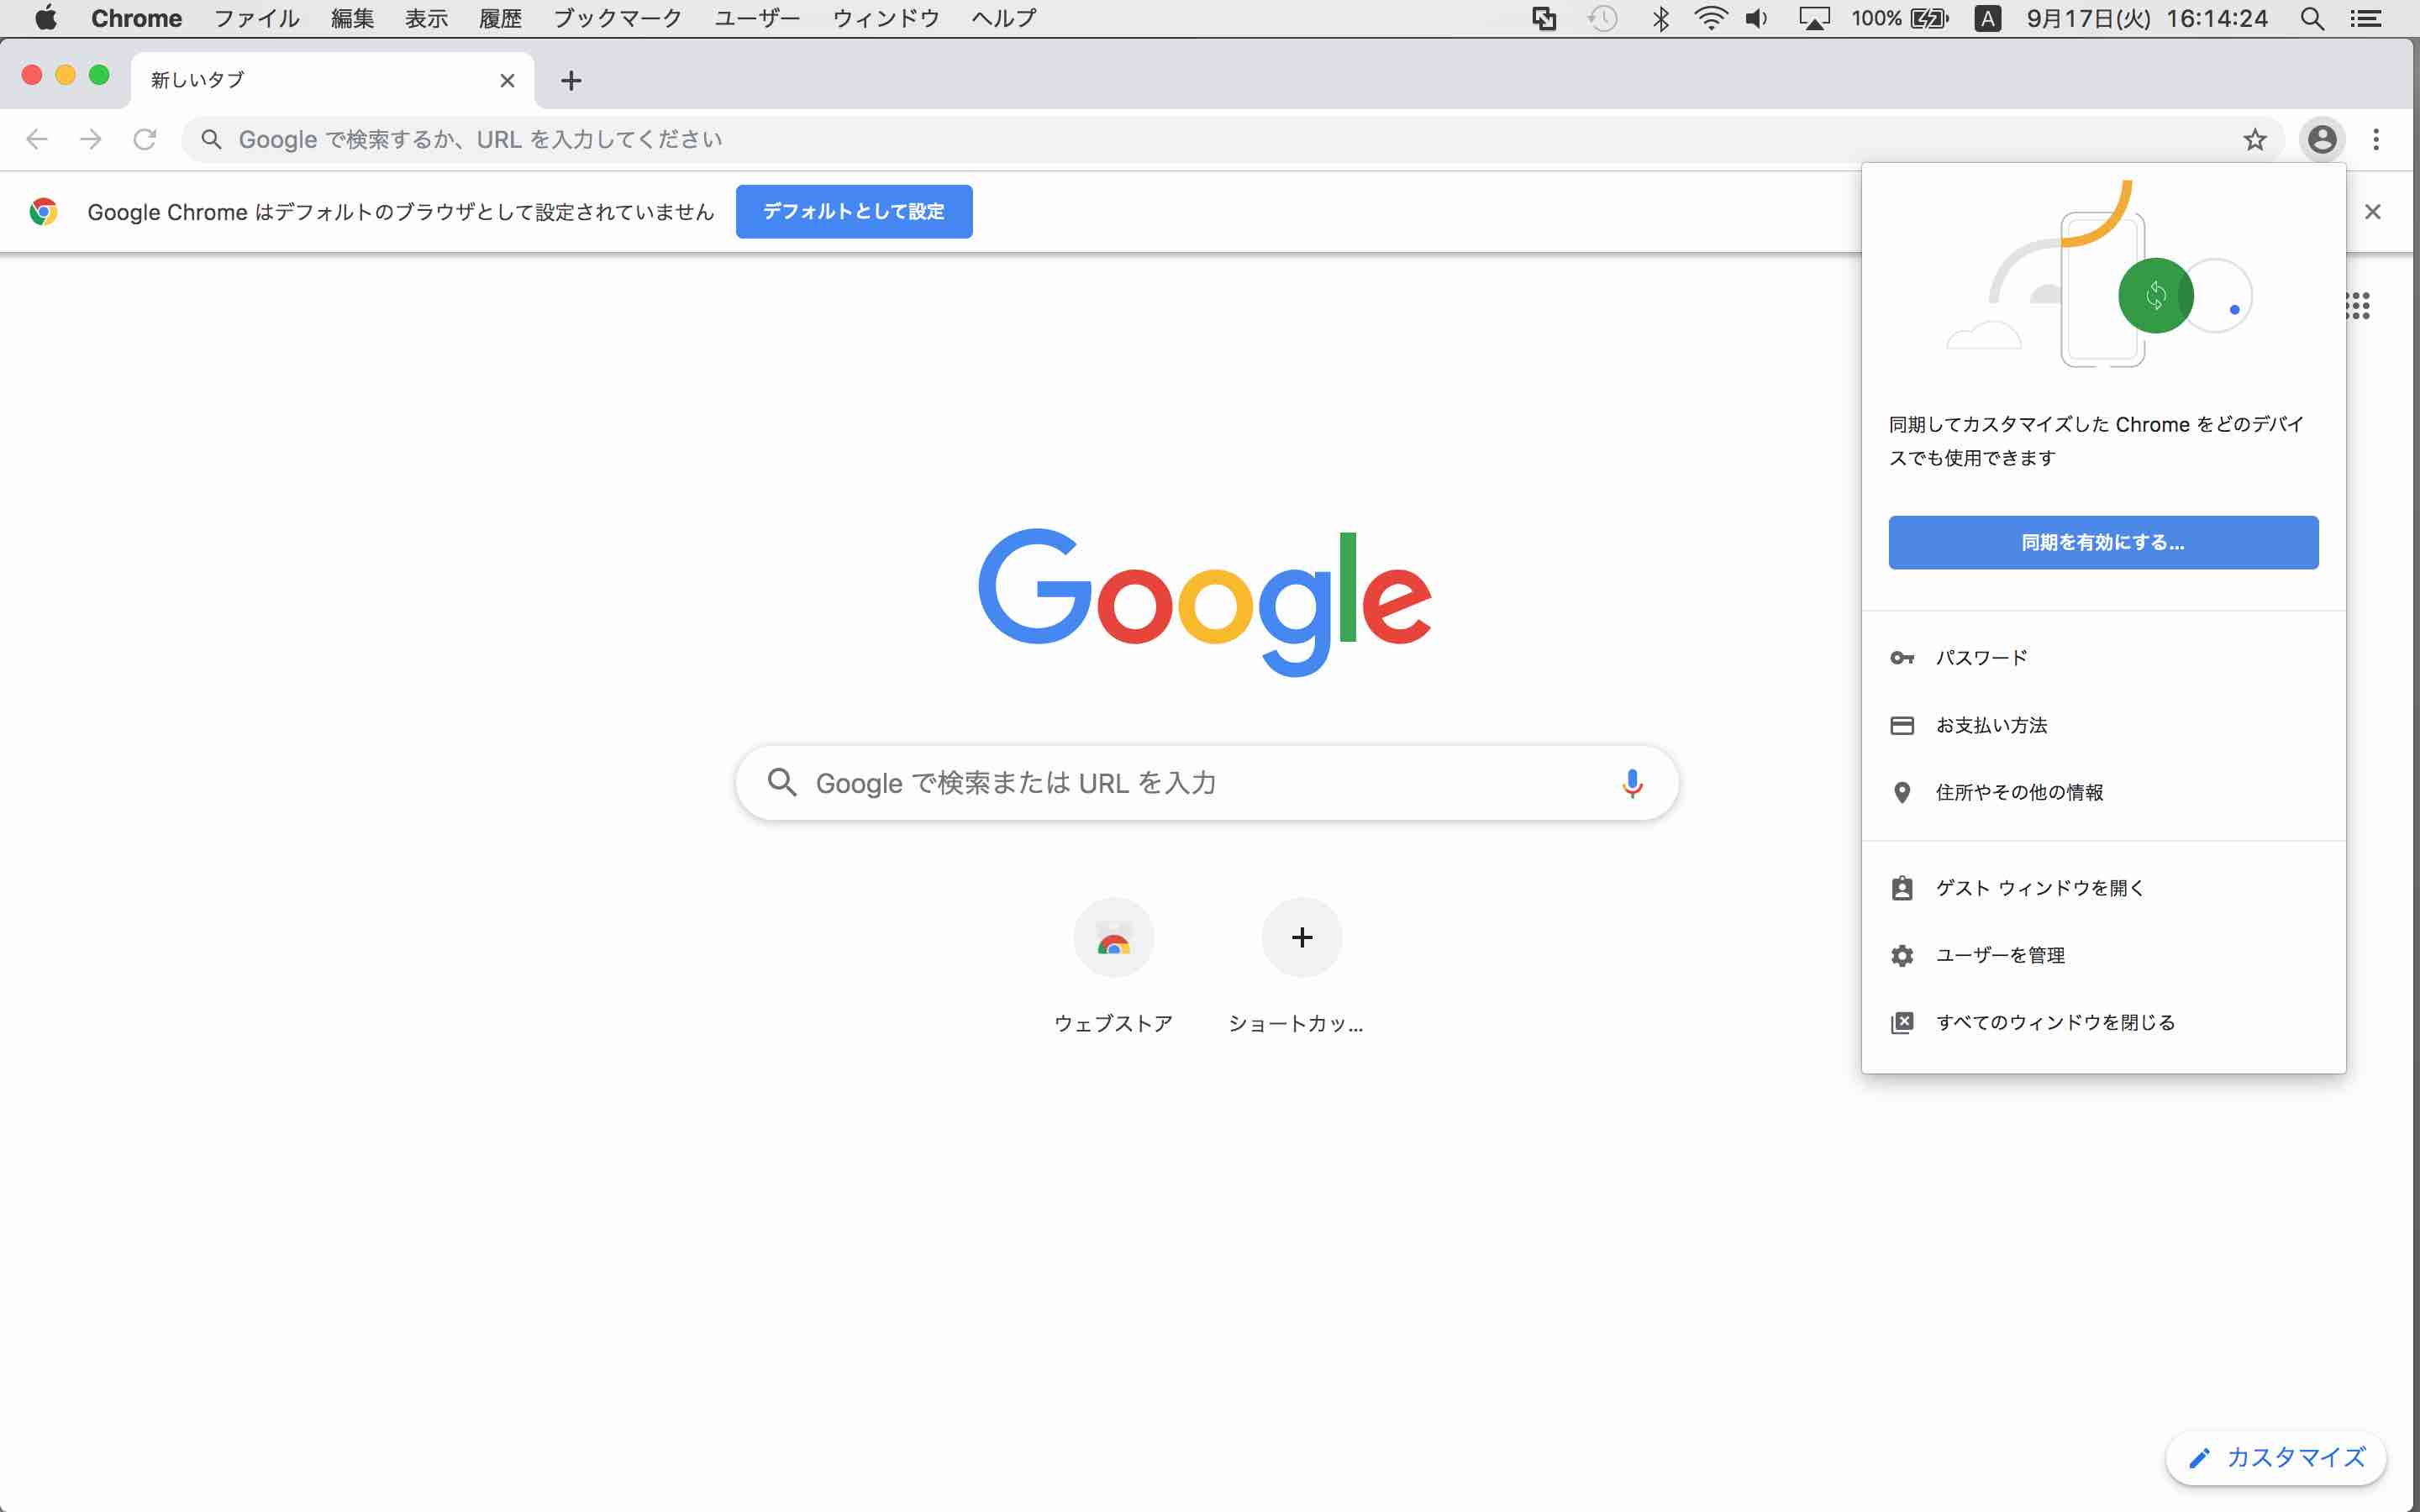 Chrome ファイル 編集 表示 履歴 ブックマーク ユーザー ウィンドウ ヘルプ 100% A 9月17日(火) 16:14:24
新しいタブ
Google で検索するか、URL を入力してください
Google Chrome はデフォルトのブラウザとして設定されていません デフォルトとして設定
同期してカスタマイズした Chrome をどのデバイ
スでも使用できます
同期を有効にする...
パスワード
お支払い方法
住所やその他の情報
ゲスト ウィンドウを開く
ユーザーを管理
すべてのウィンドウを閉じる
Google
Google で検索または URL を入力
ウェブストア
ショートカッ...
カスタマイズ